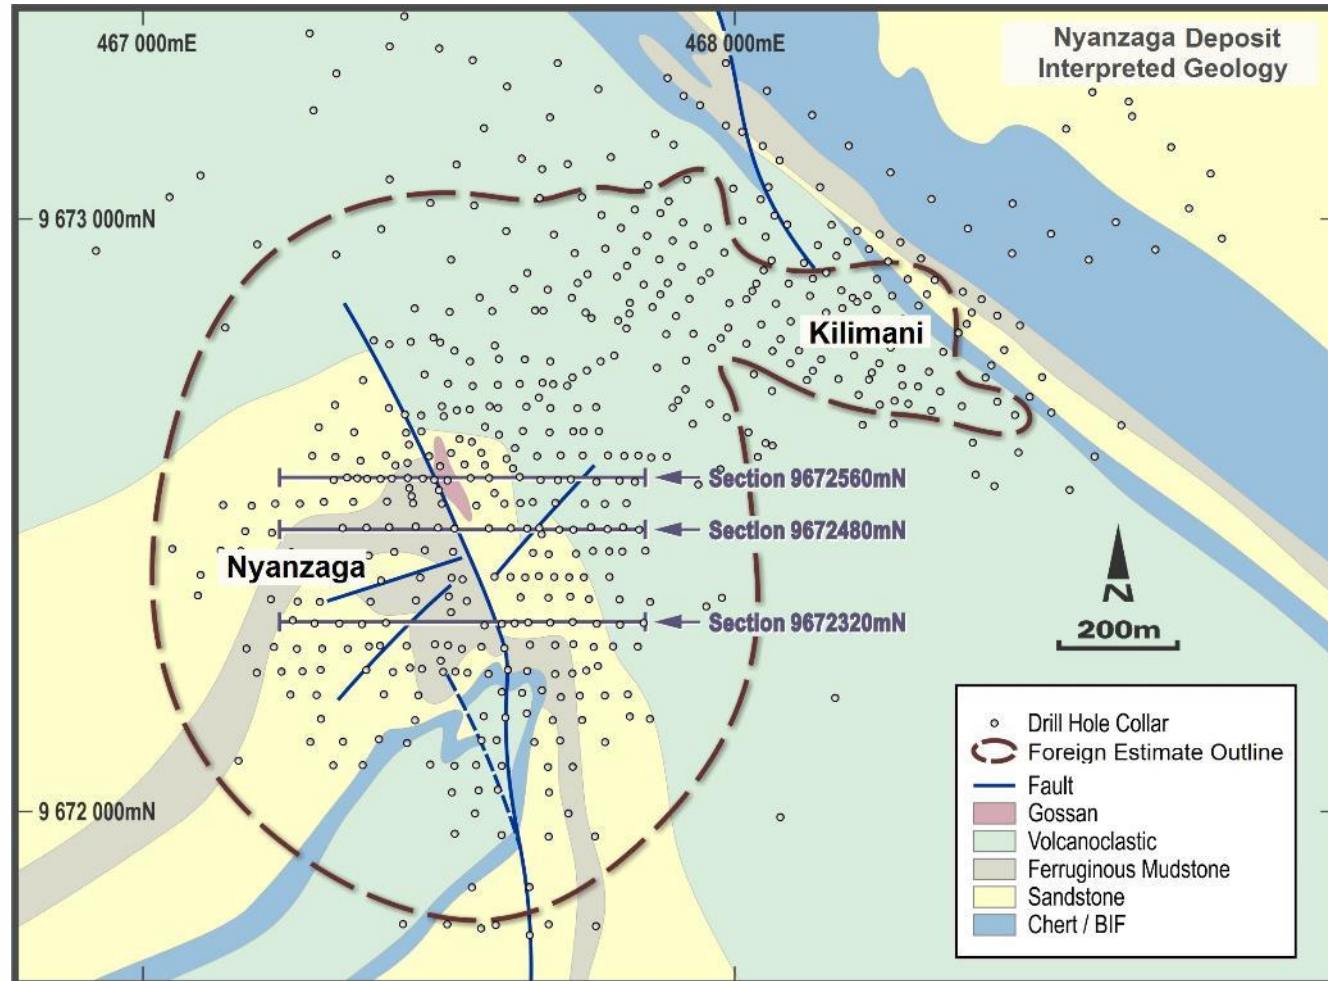 467 000mE
468 000mE
Nyanzaga Deposit
Interpreted Geology
9 673 000mN
Kilimani
Section 9672560mN
Section 9672480mN
Nyanzaga
Section 9672320mN
N
200m
Drill Hole Collar
Foreign Estimate Outline
Fault
Gossan
Volcanoclastic
Ferruginous Mudstone
Sandstone
Chert / BIF
9 672 000mN